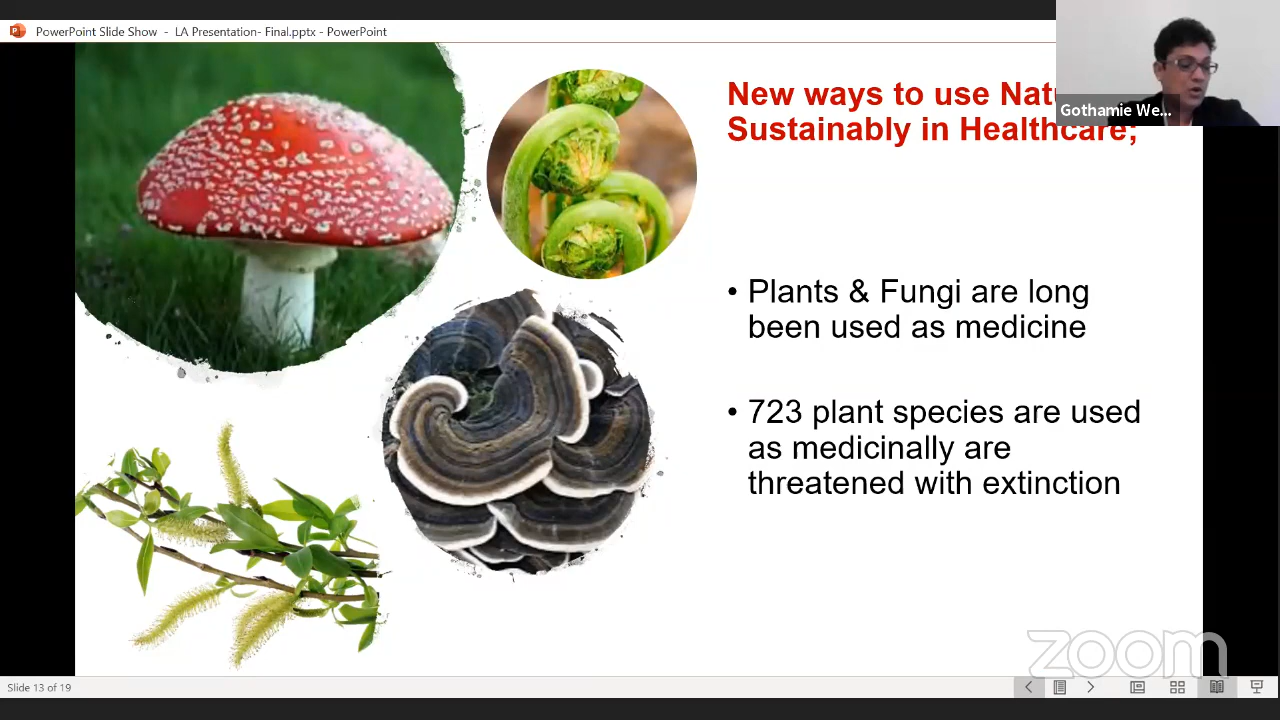 PowerPoint Slide Show - LA Presentation- Final.pptx - PowerPoint
Gothamie We...
New ways to use
Sustainably in Healthcare;
• Plants & Fungi are long
been used as medicine
• 723 plant species are used
as medicinally are
threatened with extinction
zoom
Slide 13 of 19